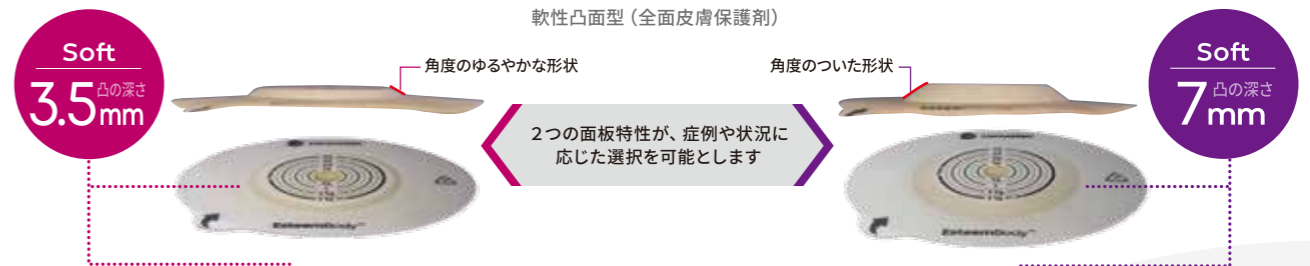 軟性凸面型（全面皮膚保護剤）
Soft
凸の深さ
3.5mm
角度のゆるやかな形状
2つの面板特性が、症例や状況に
応じた選択を可能とします
角度のついた形状
Soft
凸の深さ
7mm
EsteemBody™
EsteemBody™